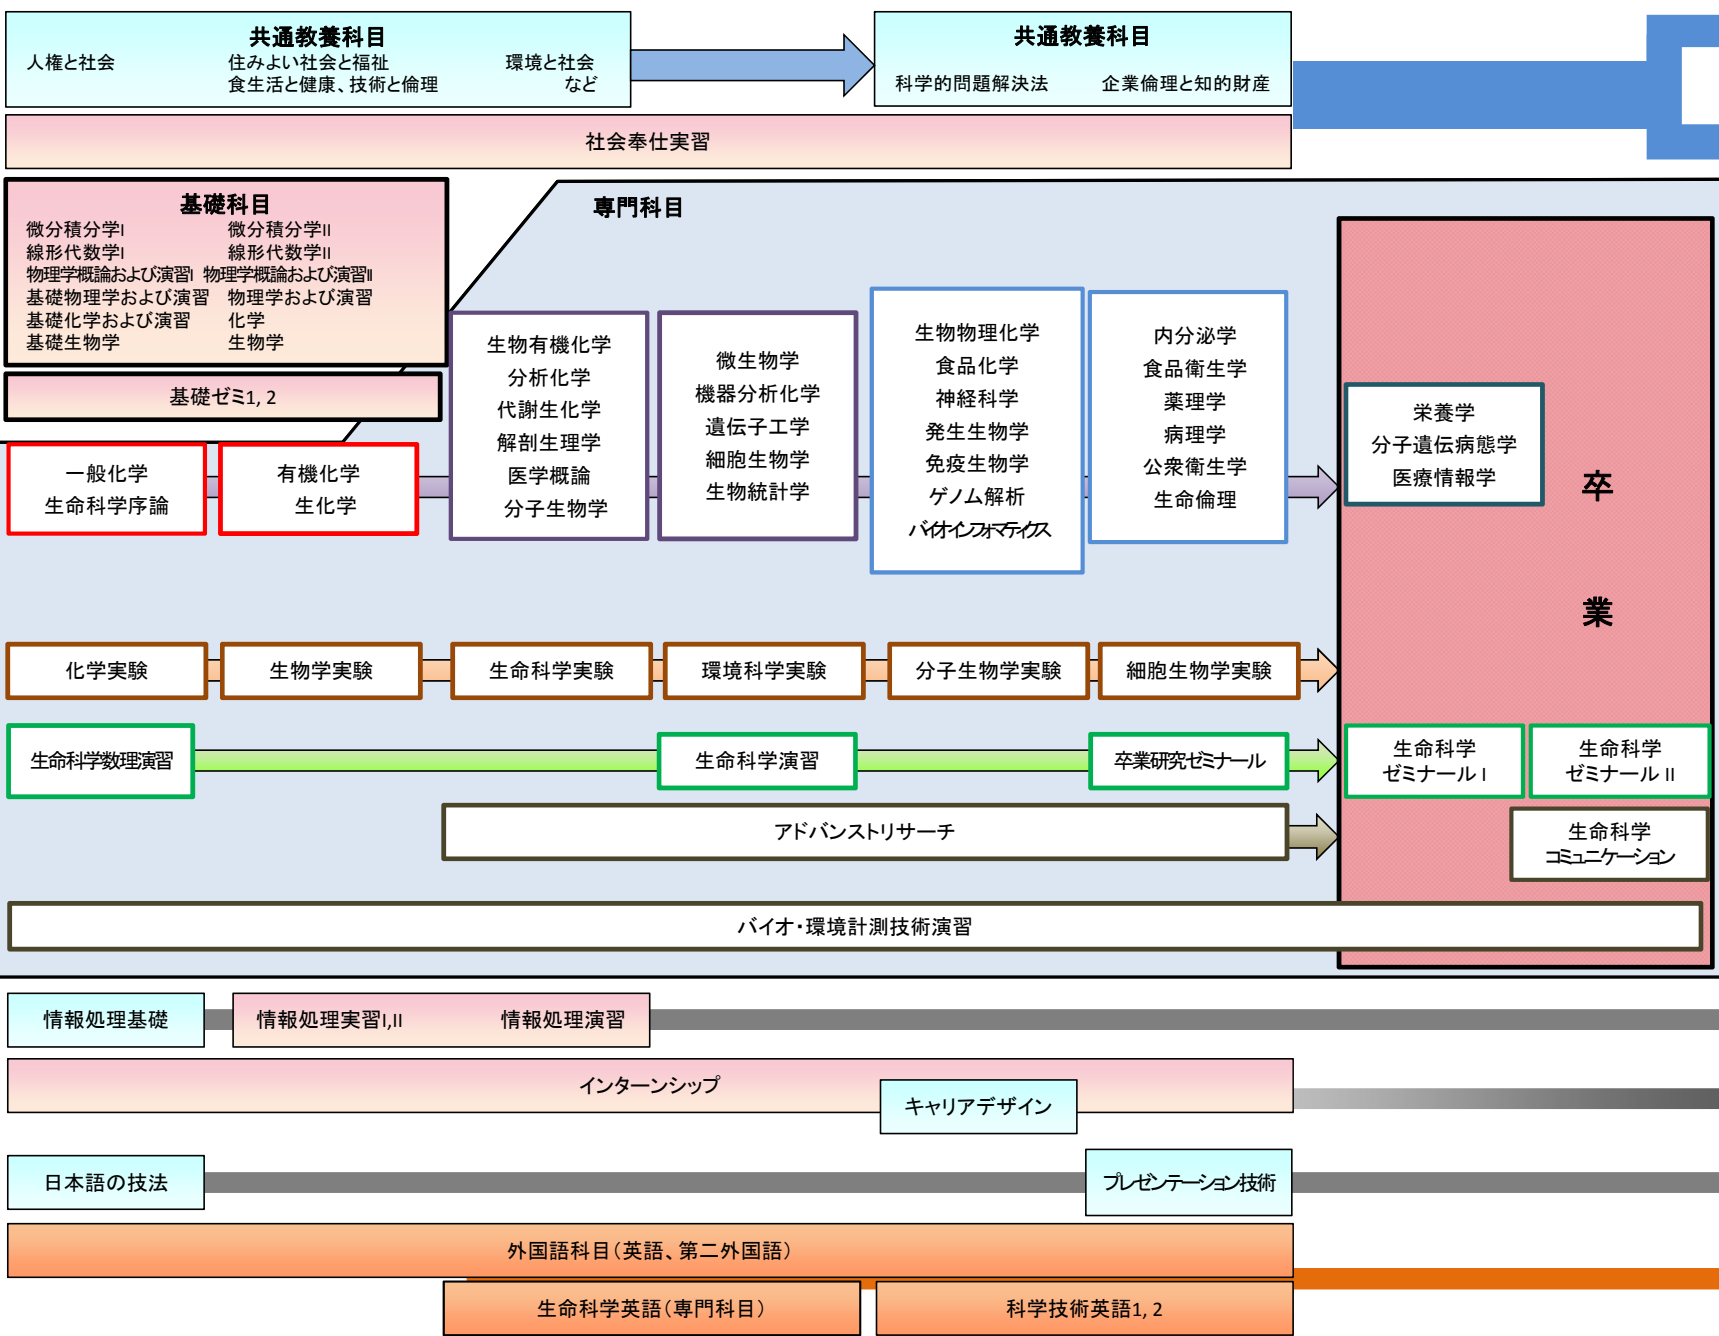 共通教養科目
人権と社会
住みよい社会と福祉
環境と社会
食生活と健康、技術と倫理
など
共通教養科目
科学的問題解決法
企業倫理と知的財産
社会奉仕実習
基礎科目
微分積分学I
微分積分学II
線形代数学I
線形代数学II
物理学概論および演習I
物理学概論および演習II
基礎物理学および演習
物理学および演習
基礎化学および演習
化学
基礎生物学
生物学
基礎ゼミ1, 2
専門科目
一般化学
生命科学序論
有機化学
生化学
生物有機化学
分析化学
代謝生化学
解剖生理学
医学概論
分子生物学
微生物学
機器分析化学
遺伝子工学
細胞生物学
生物統計学
生物物理化学
食品化学
神経科学
発生生物学
免疫生物学
ゲノム解析
バイオインフォマティクス
内分泌学
食品衛生学
薬理学
病理学
公衆衛生学
生命倫理
栄養学
分子遺伝病態学
医療情報学
卒
業
化学実験
生物学実験
生命科学実験
環境科学実験
分子生物学実験
細胞生物学実験
生命科学数理演習
生命科学演習
卒業研究ゼミナール
生命科学
ゼミナール I
生命科学
ゼミナール II
アドバンストリサーチ
生命科学
コミュニケーション
バイオ・環境計測技術演習
情報処理基礎
情報処理実習I,II
情報処理演習
インターンシップ
キャリアデザイン
日本語の技法
プレゼンテーション技術
外国語科目（英語、第二外国語）
生命科学英語（専門科目）
科学技術英語1, 2